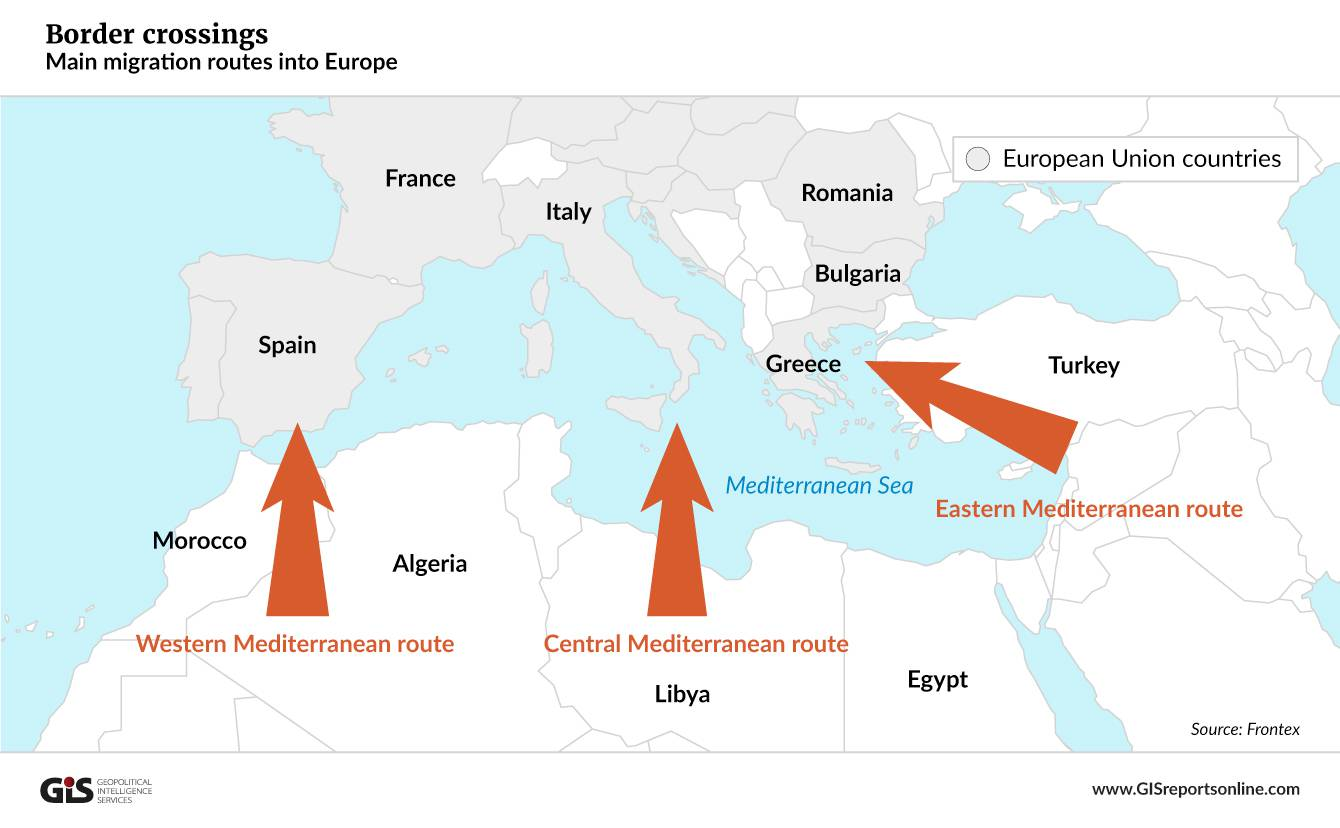 Border crossings
Main migration routes into Europe
European Union countries
France
Romania
Italy
Bulgaria
Spain
Greece
Turkey
Mediterranean Sea
Eastern Mediterranean route
Morocco
Algeria
Western Mediterranean route
Central Mediterranean route
Egypt
Libya
Source: Frontex
GIS
GEOPOLITICAL
INTELLIGENCE
SERVICES
www.GISreportsonline.com